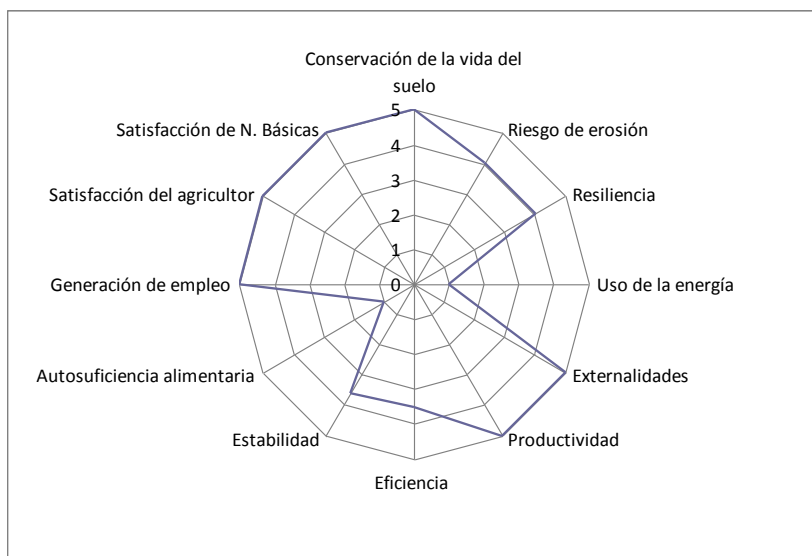 Conservación de la vida del
suelo
5
Satisfacción de N. Básicas
Riesgo de erosión
4
3
Satisfacción del agricultor
Resiliencia
2
1
Generación de empleo
0
Uso de la energía
Autosuficiencia alimentaria
Externalidades
Estabilidad
Productividad
Eficiencia